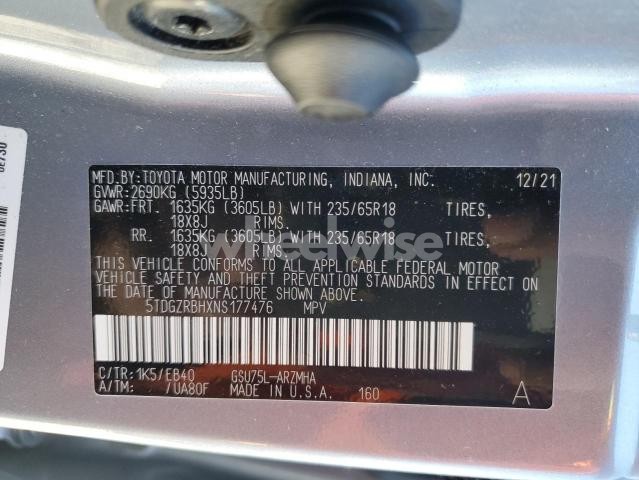 MFD.BY:TOYOTA MOTOR MANUFACTURING, INDIANA, INC. 12/21
GVWR:2690KG (5935LB)
GAWR:FRT. 1635KG (3605LB) WITH 235/65R18 TIRES,
18X8J RIMS,
RR. 1635KG (3605LB) WITH 235/65R18 TIRES,
18X8J RIMS.
wheelwise
THIS VEHICLE CONFORMS TO ALL APPLICABLE FEDERAL MOTOR
VEHICLE SAFETY AND THEFT PREVENTION STANDARDS IN EFFECT ON
THE DATE OF MANUFACTURE SHOWN ABOVE.
5TDGZRBHXNS177476 MPV
C/TR:1K5/EB40 GSU75L-ARZMHA
A/TM: /UA80F MADE IN U.S.A. 160 A